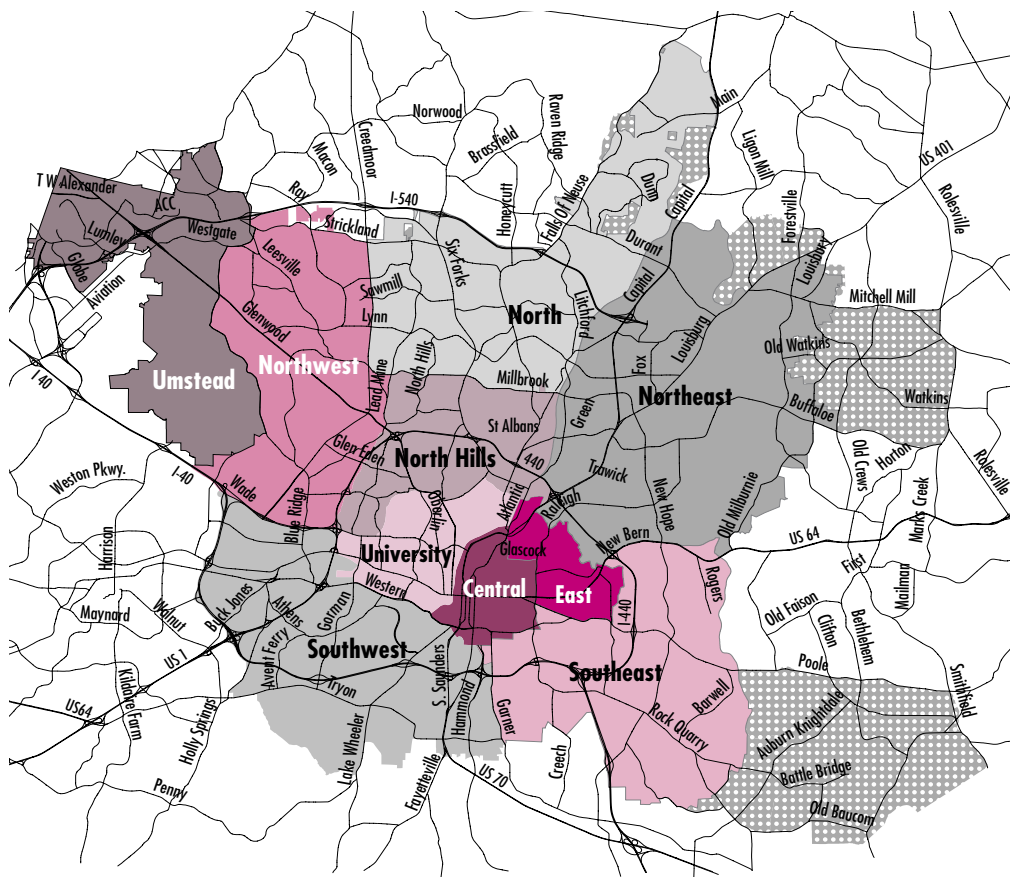 Main
Norwood
Raven Ridge
Creedmoor
Brassfield
Ligon Mill
US 401
Macon
T W Alexander
ACC
Ray
I-540
Honeycutt
Falls Of Neuse
Dunn
Capital
Forestville
Rolesville
Lumley
Westgate
Strickland
Globe
Aviation
Leesville
Six Forks
Durant
Louisbury
Sawmill
Capital
Mitchell Mill
Glenwood
Lynn
North
Litchford
Louisburg
Old Watkins
I 40
Umstead
Northwest
Lead Mine
North Hills
Millbrook
Fox
Northeast
Watkins
Green
Buffaloe
St Albans
Glen Eden
North Hills
440
Trawick
Old Crews
Horton
Rolesville
Weston Pkwy.
I-40
Wade
Blue Ridge
Oberlin
Atlantic
Raleigh
New Hope
Old Milburnie
Marks Creek
Harrison
University
Glascock
New Bern
US 64
First
Mailman
Western
Central
East
I-440
Rogers
Maynard
Walnut
Buck Jones
Athens
Gorman
Old Faison
Clifton
Bethlehem
US 1
Avent Ferry
Southwest
S. Saunders
Southeast
Poole
Smithfield
US64
Kildaire Farm
Holly Springs
Tryon
Hammond
Garner
Barwell
Rock Quarry
Auburn Knightdale
Lake Wheeler
Creech
Battle Bridge
Penny
Fayetteville
US 70
Old Baucom